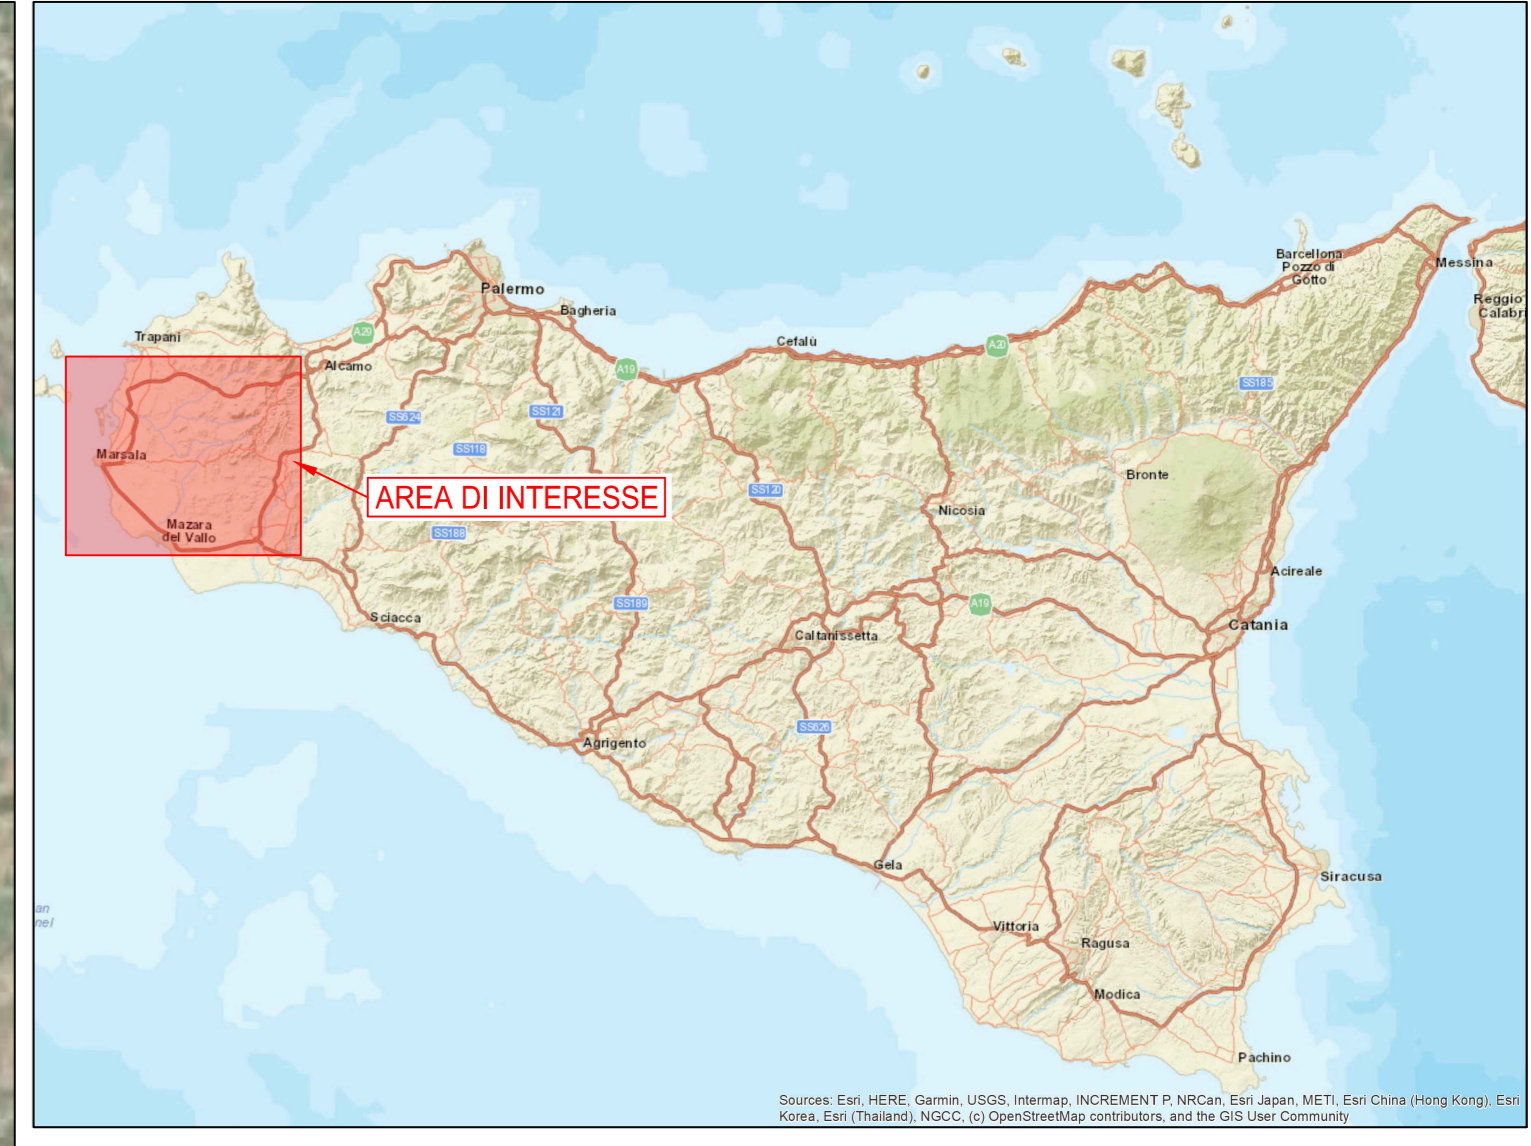 Barcellona
Pozzo di
Gotto
Messina
Reggio
Calabri
Palermo
Bagheria
Trapani
A29
Cefalù
A20
Alcamo
A19
SS185
SS624
SS121
SS118
Marsala
AREA DI INTERESSE
Bronte
SS120
Nicosia
Mazara
del Vallo
SS188
Acireale
SS189
A19
Sciacca
Catania
Caltanissetta
SS626
Agrigento
Gela
Siracusa
an
nel
Vittoria
Ragusa
Modica
Pachino
Sources: Esri, HERE, Garmin, USGS, Intermap, INCREMENT P, NRCan, Esri Japan, METI, Esri China (Hong Kong), Esri
Korea, Esri (Thailand), NGCC, (c) OpenStreetMap contributors, and the GIS User Community